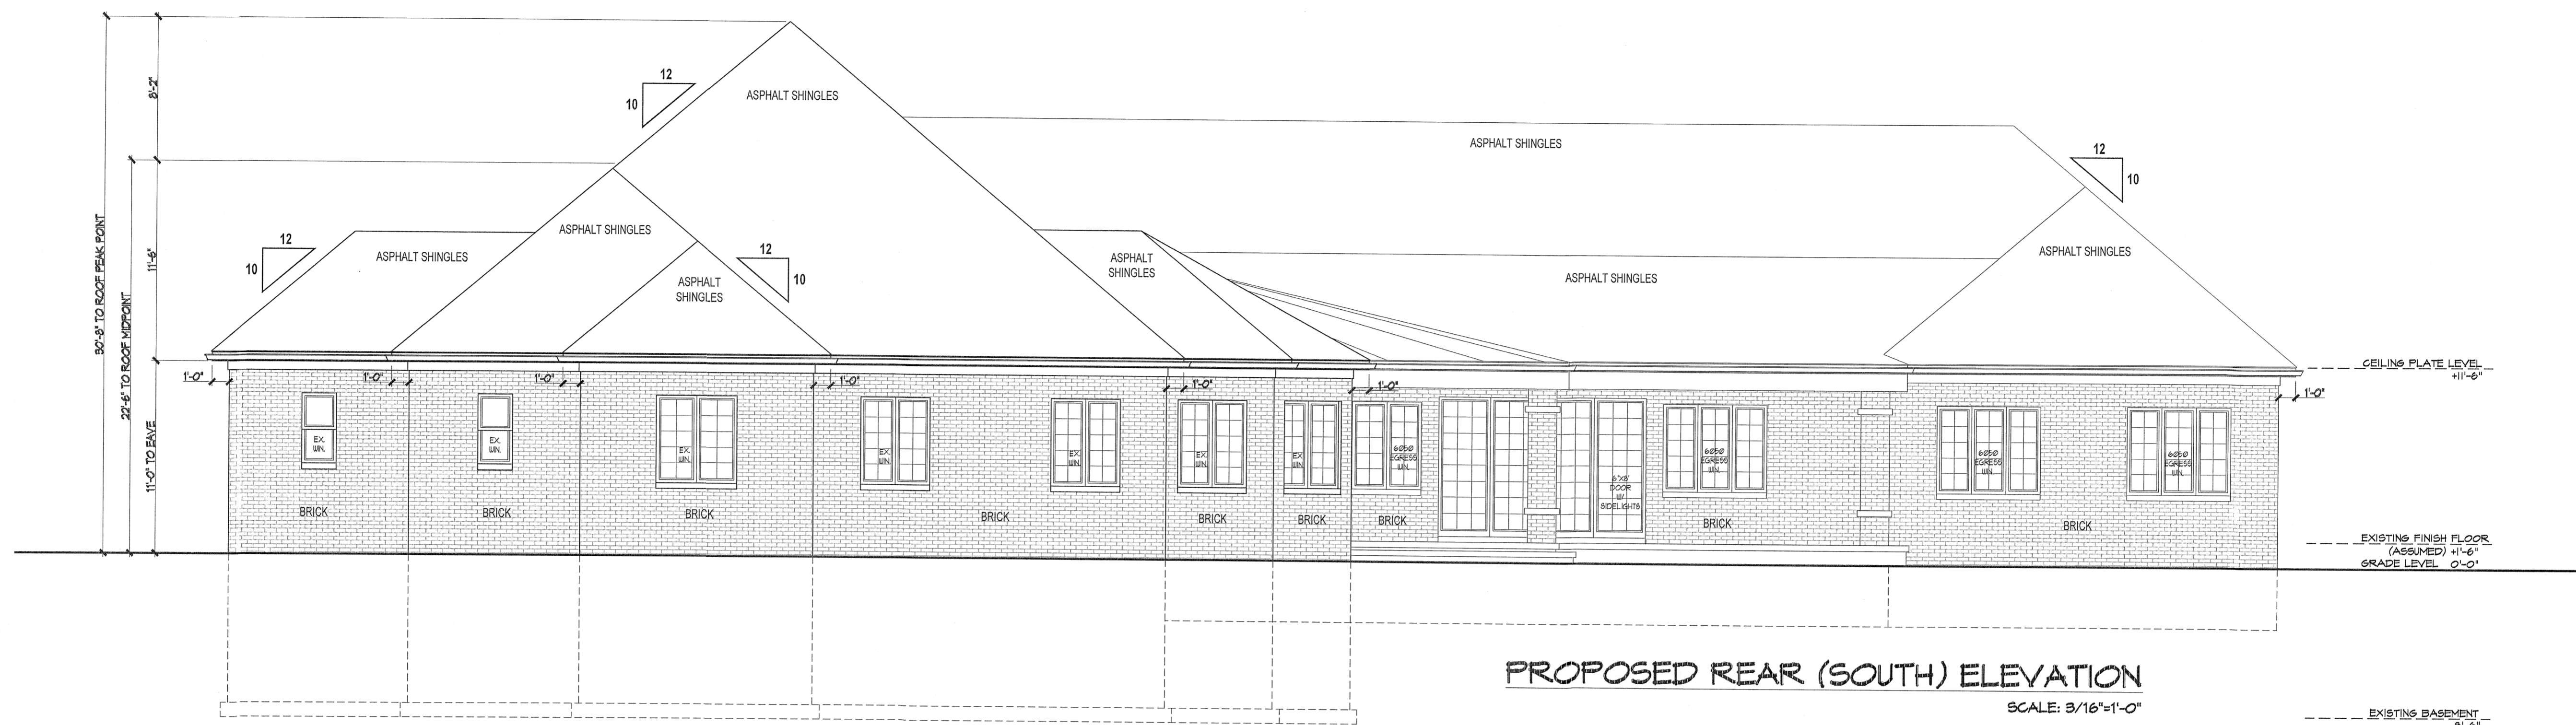 8'-2"
11'-6"
11'-0" TO EAVE
22'-6" TO ROOF MIDPOINT
30'-8" TO ROOF PEAK POINT
12
10
ASPHALT SHINGLES
12
10
ASPHALT SHINGLES
ASPHALT SHINGLES
ASPHALT SHINGLES
12
10
ASPHALT
SHINGLES
ASPHALT
SHINGLES
ASPHALT SHINGLES
12
10
ASPHALT SHINGLES
ASPHALT SHINGLES
12
10
1'-0"
1'-0"
1'-0"
1'-0"
1'-0"
1'-0"
1'-0"
CEILING PLATE LEVEL
+11'-6"
EX.
WIN.
EX.
WIN.
EX.
WIN.
EX.
WIN.
EX.
WIN.
EX.
WIN.
EX.
WIN.
6050
EGRESS
WIN.
6'X8'
DOOR
W/
SIDELIGHTS
6050
EGRESS
WIN.
6050
EGRESS
WIN.
6050
EGRESS
WIN.
BRICK
BRICK
BRICK
BRICK
BRICK
BRICK
BRICK
BRICK
BRICK
EXISTING FINISH FLOOR
(ASSUMED) +1'-6"
GRADE LEVEL 0'-0"
PROPOSED REAR (SOUTH) ELEVATION
SCALE: 3/16"=1'-0"
EXISTING BASEMENT